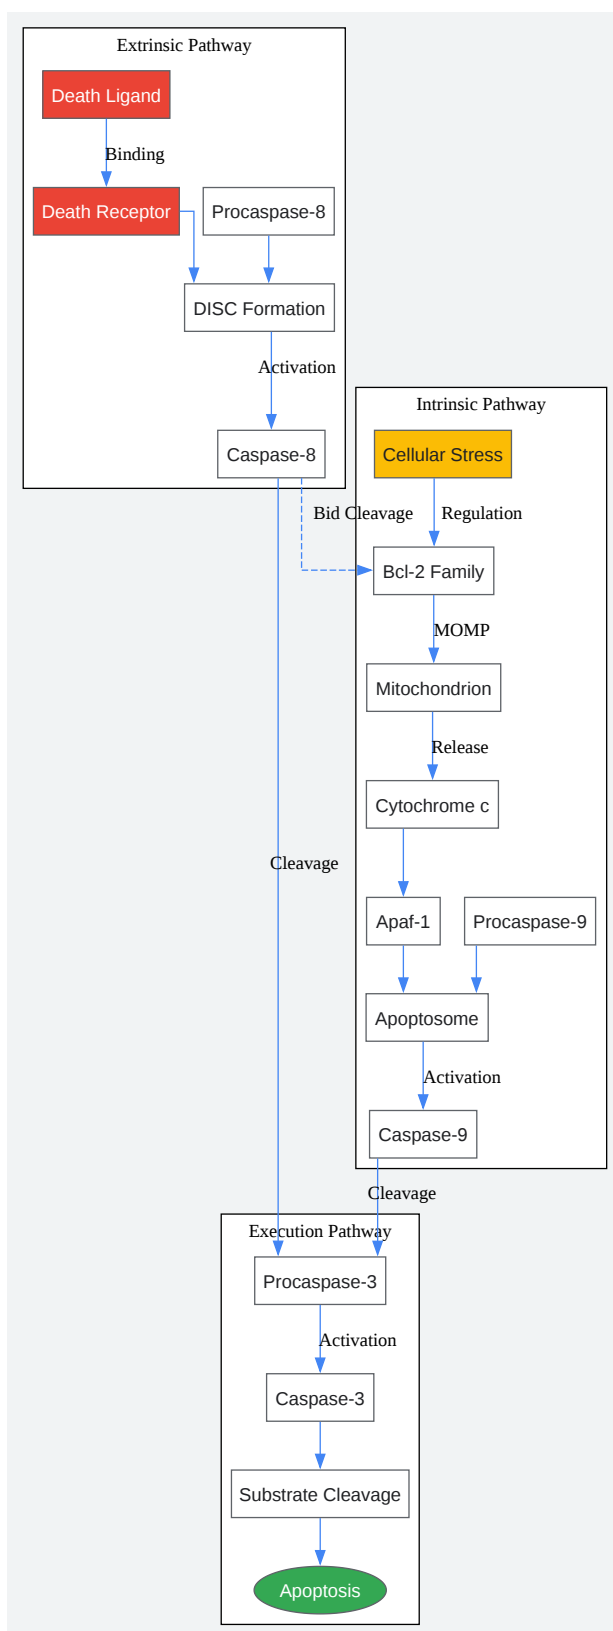 Extrinsic Pathway
Death Ligand
Binding
Death Receptor
Procaspase-8
DISC Formation
Activation
Caspase-8
Intrinsic Pathway
Cellular Stress
Bid Cleavage
Regulation
Bcl-2 Family
MOMP
Mitochondrion
Release
Cytochrome c
Cleavage
Apaf-1
Procaspase-9
Apoptosome
Activation
Caspase-9
Cleavage
Execution Pathway
Procaspase-3
Activation
Caspase-3
Substrate Cleavage
Apoptosis